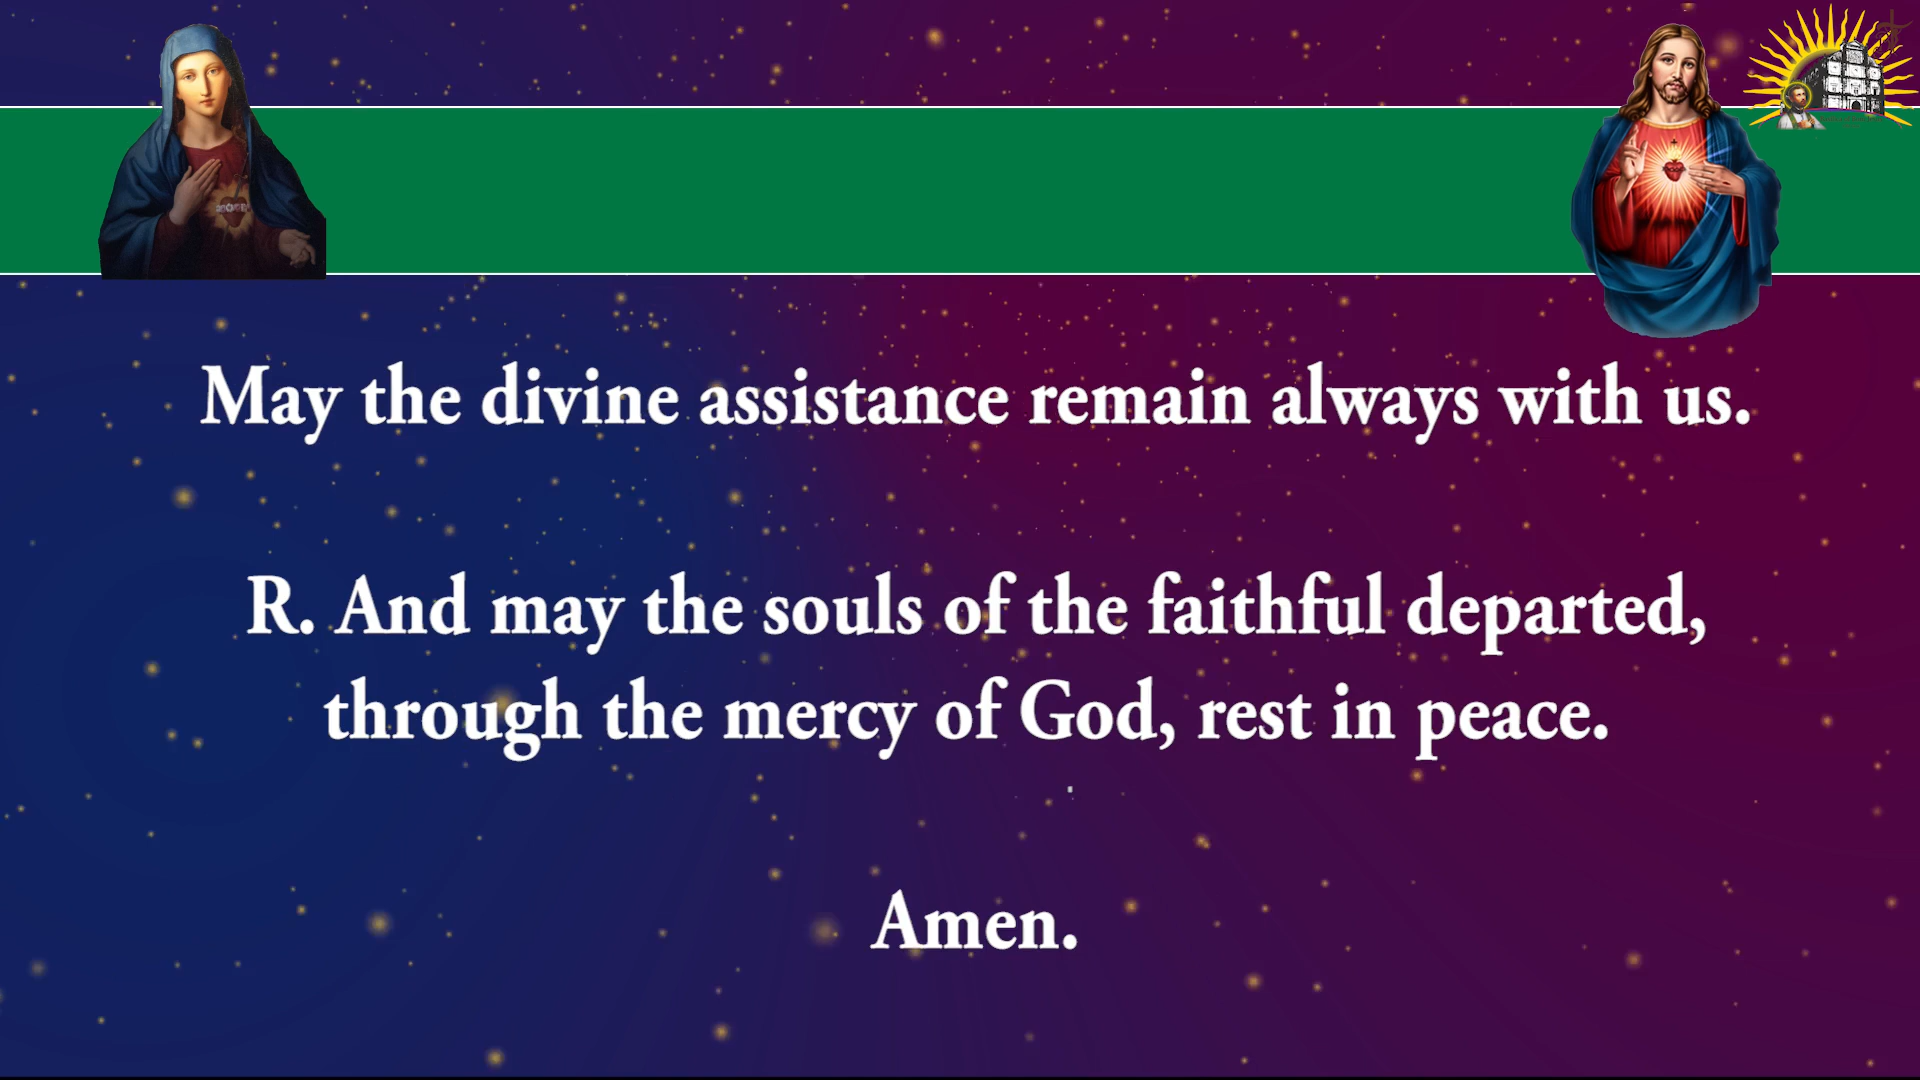 May the divine assistance remain always with us.
R. And may the souls of the faithful departed,
through the mercy of God, rest in peace.
Amen.